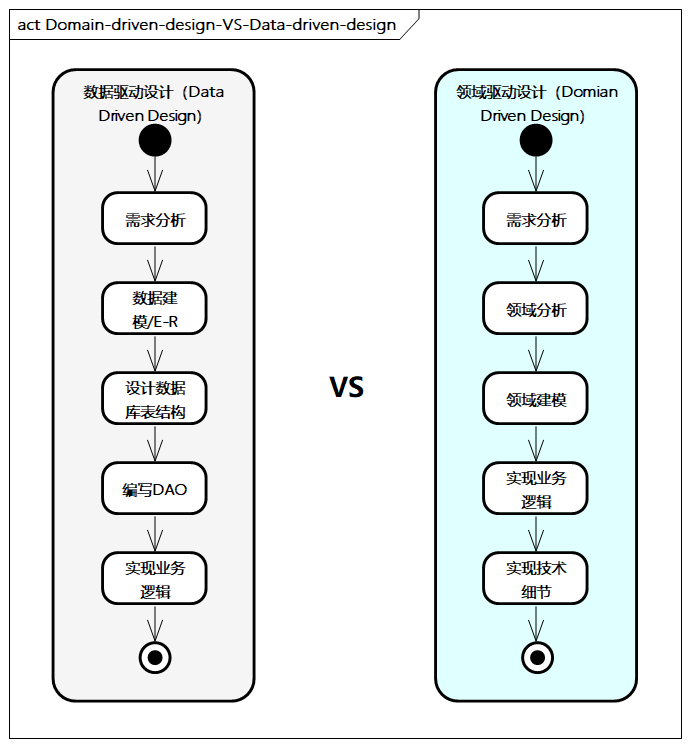 act Domain-driven-design-VS-Data-driven-design
数据驱动设计（Data
Driven Design）
需求分析
数据建
模/E-R
设计数据
库表结构
编写DAO
实现业务
逻辑
VS
领域驱动设计（Domian
Driven Design）
需求分析
领域分析
领域建模
实现业务
逻辑
实现技术
细节